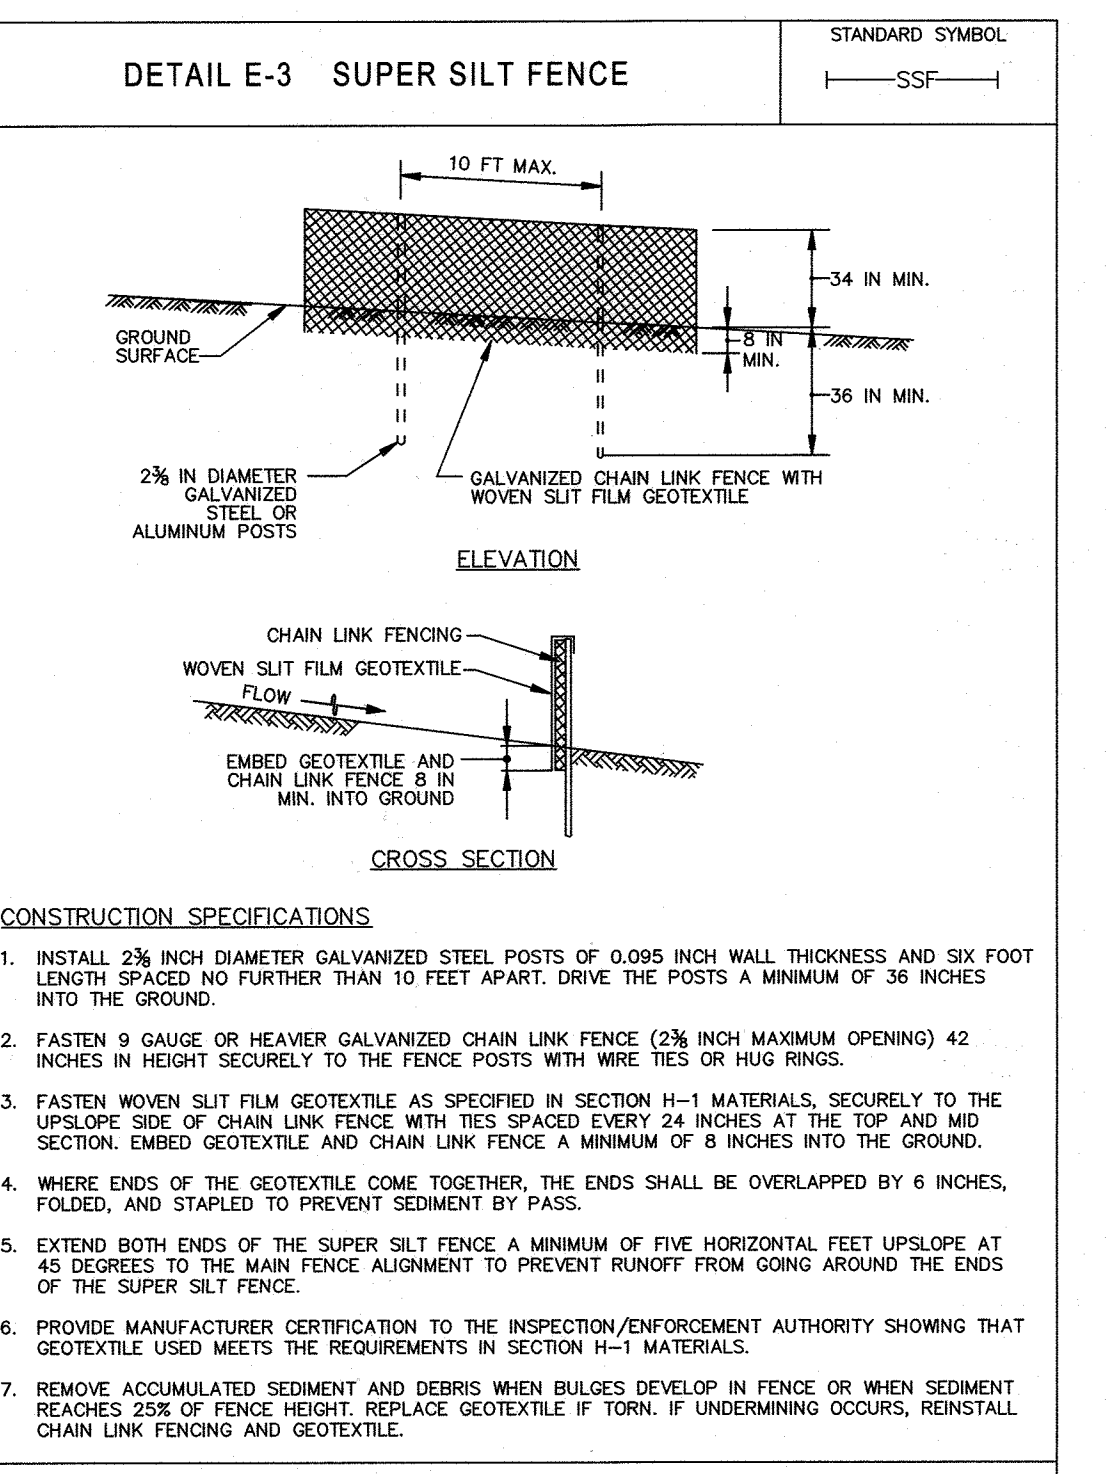 DETAIL E-3 SUPER SILT FENCE
STANDARD SYMBOL
SSF
10 FT MAX.
34 IN MIN.
GROUND
SURFACE
8 IN
MIN.
36 IN MIN.
2⅜ IN DIAMETER
GALVANIZED
STEEL OR
ALUMINUM POSTS
GALVANIZED CHAIN LINK FENCE WITH
WOVEN SLIT FILM GEOTEXTILE
ELEVATION
CHAIN LINK FENCING
WOVEN SLIT FILM GEOTEXTILE
FLOW
EMBED GEOTEXTILE AND
CHAIN LINK FENCE 8 IN
MIN. INTO GROUND
CROSS SECTION
CONSTRUCTION SPECIFICATIONS
1. INSTALL 2⅜ INCH DIAMETER GALVANIZED STEEL POSTS OF 0.095 INCH WALL THICKNESS AND SIX FOOT
LENGTH SPACED NO FURTHER THAN 10 FEET APART. DRIVE THE POSTS A MINIMUM OF 36 INCHES
INTO THE GROUND.
2. FASTEN 9 GAUGE OR HEAVIER GALVANIZED CHAIN LINK FENCE (2⅜ INCH MAXIMUM OPENING) 42
INCHES IN HEIGHT SECURELY TO THE FENCE POSTS WITH WIRE TIES OR HUG RINGS.
3. FASTEN WOVEN SLIT FILM GEOTEXTILE AS SPECIFIED IN SECTION H-1 MATERIALS, SECURELY TO THE
UPSLOPE SIDE OF CHAIN LINK FENCE WITH TIES SPACED EVERY 24 INCHES AT THE TOP AND MID
SECTION. EMBED GEOTEXTILE AND CHAIN LINK FENCE A MINIMUM OF 8 INCHES INTO THE GROUND.
4. WHERE ENDS OF THE GEOTEXTILE COME TOGETHER, THE ENDS SHALL BE OVERLAPPED BY 6 INCHES,
FOLDED, AND STAPLED TO PREVENT SEDIMENT BY PASS.
5. EXTEND BOTH ENDS OF THE SUPER SILT FENCE A MINIMUM OF FIVE HORIZONTAL FEET UPSLOPE AT
45 DEGREES TO THE MAIN FENCE ALIGNMENT TO PREVENT RUNOFF FROM GOING AROUND THE ENDS
OF THE SUPER SILT FENCE.
6. PROVIDE MANUFACTURER CERTIFICATION TO THE INSPECTION/ENFORCEMENT AUTHORITY SHOWING THAT
GEOTEXTILE USED MEETS THE REQUIREMENTS IN SECTION H-1 MATERIALS.
7. REMOVE ACCUMULATED SEDIMENT AND DEBRIS WHEN BULGES DEVELOP IN FENCE OR WHEN SEDIMENT
REACHES 25% OF FENCE HEIGHT. REPLACE GEOTEXTILE IF TORN. IF UNDERMINING OCCURS, REINSTALL
CHAIN LINK FENCING AND GEOTEXTILE.